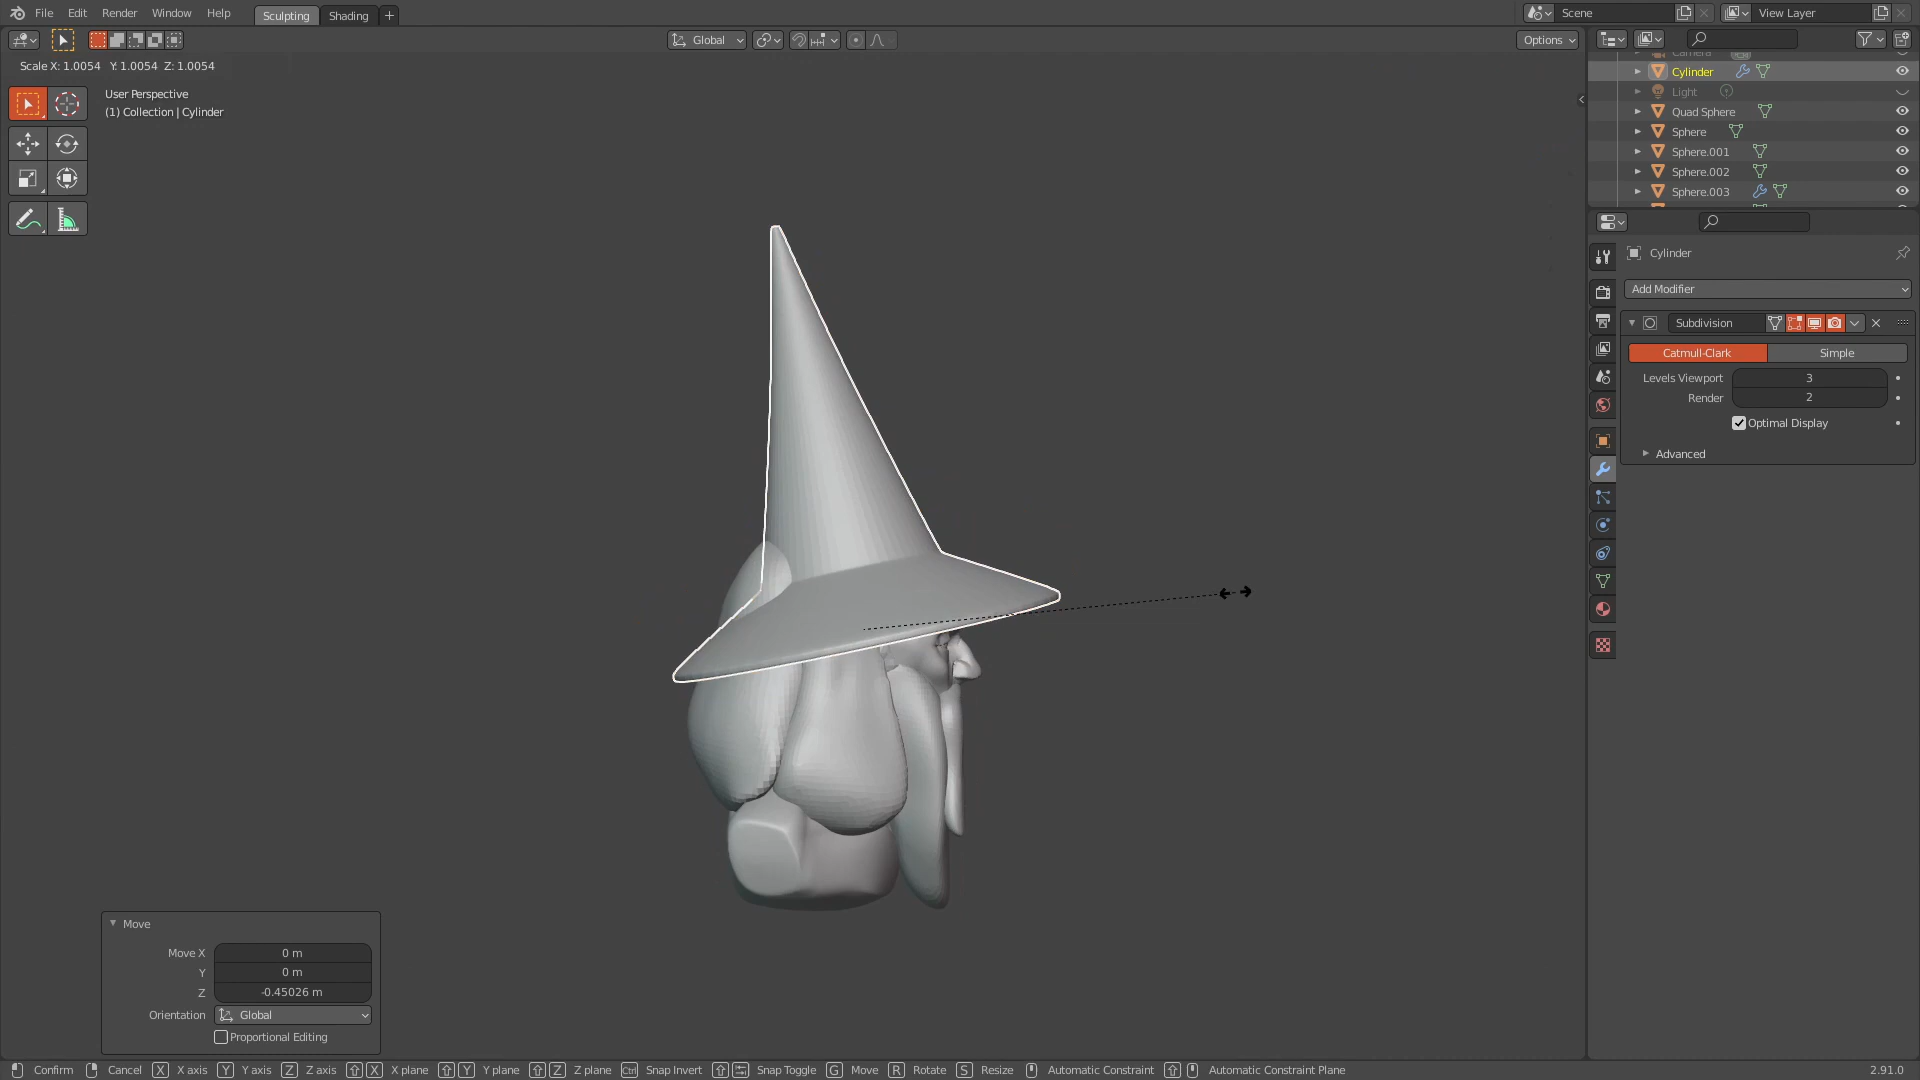 File Edit Render Window Help Sculpting Shading + Scene View Layer
Global Options
Scale X: 1.0054 Y: 1.0054 Z: 1.0054
User Perspective
(1) Collection | Cylinder
Camera
Cylinder
Light
Quad Sphere
Sphere
Sphere.001
Sphere.002
Sphere.003
Cylinder
Add Modifier
Subdivision
Catmull-Clark Simple
Levels Viewport 3
Render 2
Optimal Display
Advanced
Move
Move X 0 m
Y 0 m
Z -0.45026 m
Orientation Global
Proportional Editing
Confirm Cancel X X axis Y Y axis Z Z axis X X plane Y Y plane Z Z plane Ctrl Snap Invert Snap Toggle G Move R Rotate S Resize Automatic Constraint Automatic Constraint Plane 2.91.0